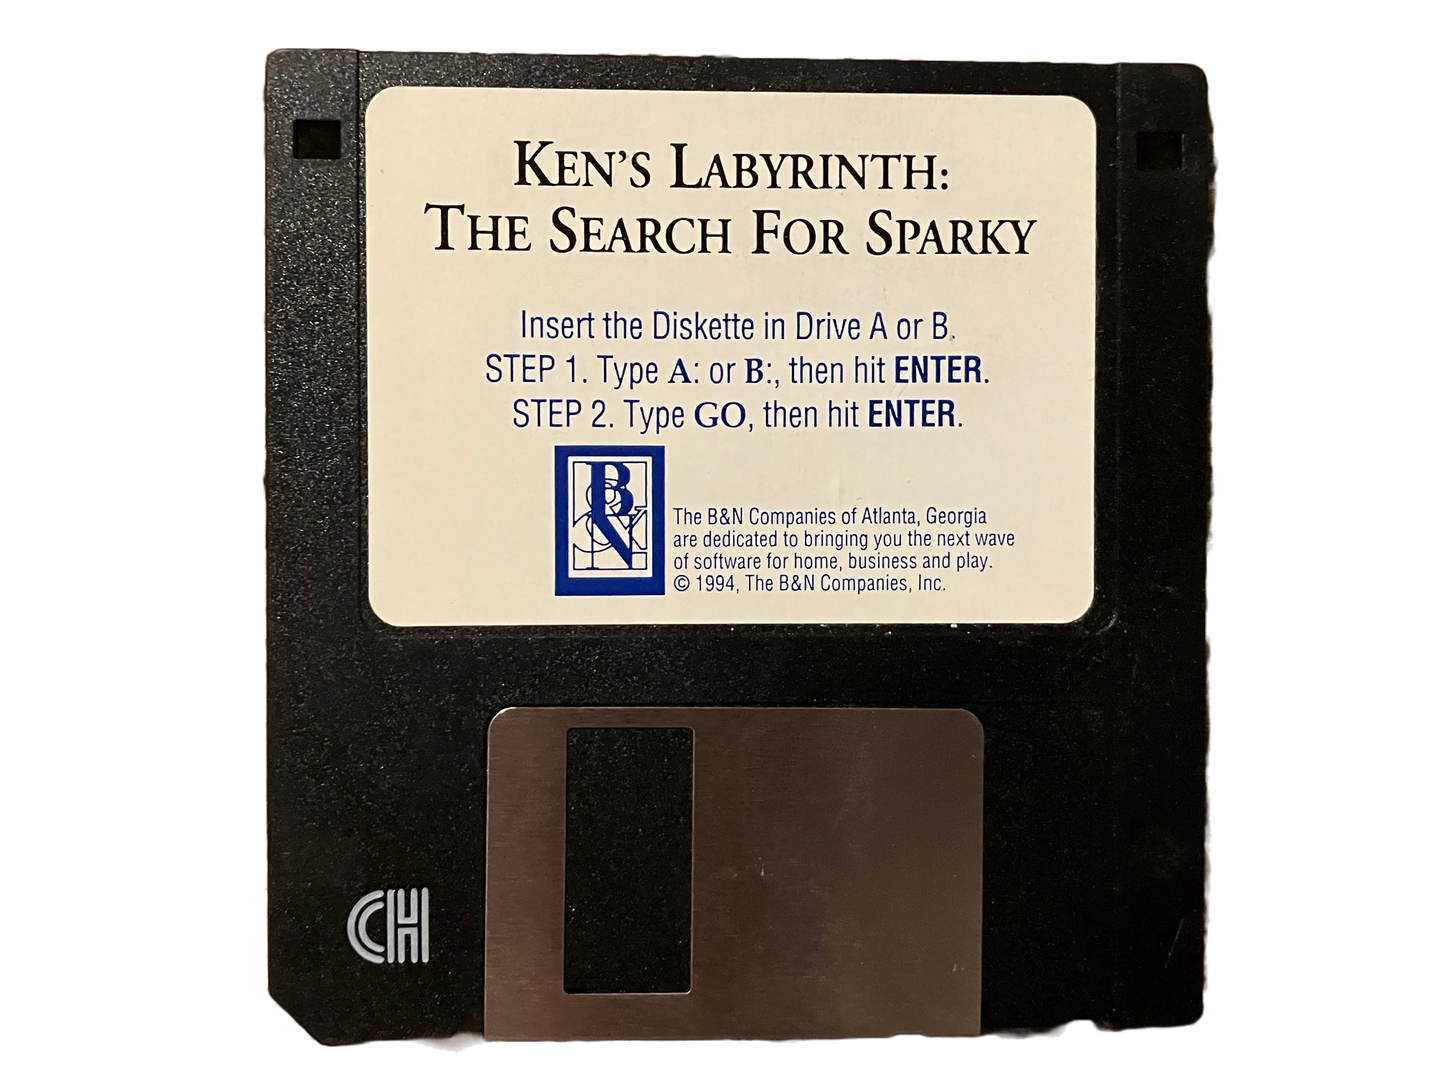 KEN'S LABYRINTH:
THE SEARCH FOR SPARKY
Insert the Diskette in Drive A or B.
STEP 1. Type A: or B:, then hit ENTER.
STEP 2. Type GO, then hit ENTER.
B&N
The B&N Companies of Atlanta, Georgia
are dedicated to bringing you the next wave
of software for home, business and play.
© 1994, The B&N Companies, Inc.
CH